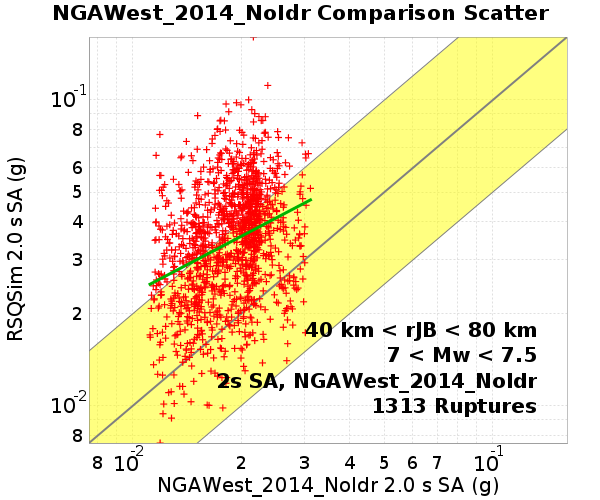 NGAWest_2014_NoIdr Comparison Scatter
RSQSim 2.0 s SA (g)
10-1
8
6
5
4
3
2
10-2
8
40 km < rJB < 80 km
7 < Mw < 7.5
2s SA, NGAWest_2014_NoIdr
1313 Ruptures
8 10-2 2 3 4 5 6 7 10-1
NGAWest_2014_NoIdr 2.0 s SA (g)